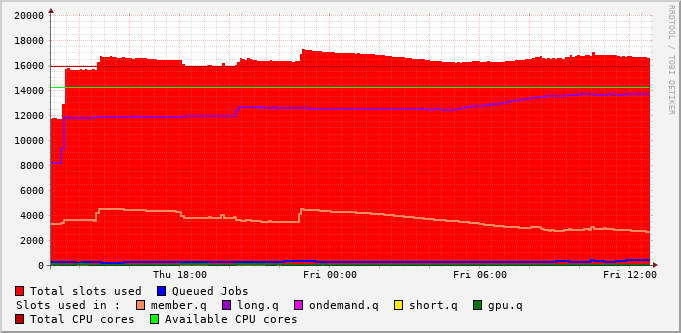 20000
18000
16000
14000
12000
10000
8000
6000
4000
2000
0
Thu 18:00 Fri 00:00 Fri 06:00 Fri 12:00
Total slots used Queued Jobs
Slots used in : member.q long.q ondemand.q short.q gpu.q
Total CPU cores Available CPU cores
RRDTOOL / TOBI OETIKER